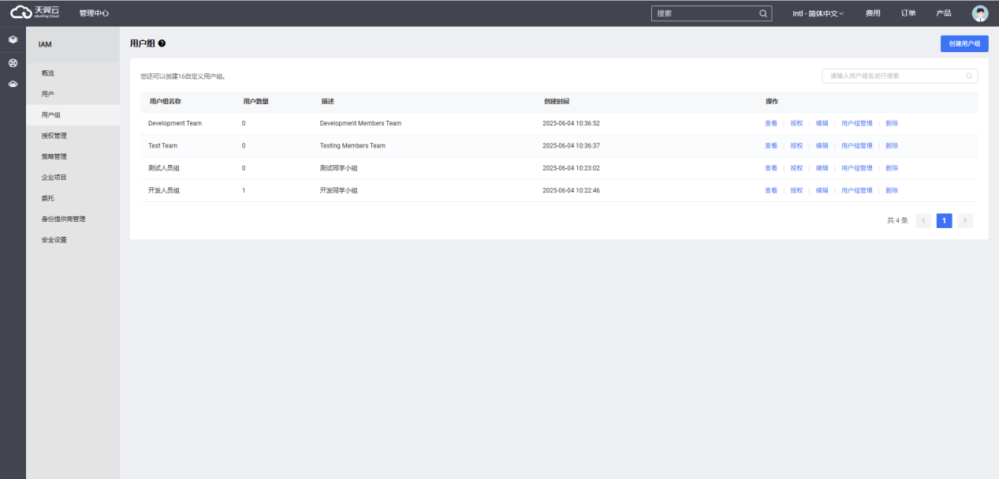 天翼云 管理中心 搜索 Intl - 简体中文 费用 订单 产品
eSurfing Cloud
IAM
概览
用户
用户组
授权管理
策略管理
企业项目
委托
身份提供商管理
安全设置
用户组 ?
创建用户组
您还可以创建16自定义用户组。
请输入用户组名进行搜索
用户组名称 用户数量 描述 创建时间 操作
Development Team 0 Development Members Team 2025-06-04 10:36:52 查看 授权 编辑 用户组管理 删除
Test Team 0 Testing Members Team 2025-06-04 10:36:37 查看 授权 编辑 用户组管理 删除
测试人员组 0 测试同学小组 2025-06-04 10:23:02 查看 授权 编辑 用户组管理 删除
开发人员组 1 开发同学小组 2025-06-04 10:22:46 查看 授权 编辑 用户组管理 删除
共 4 条 < 1 >